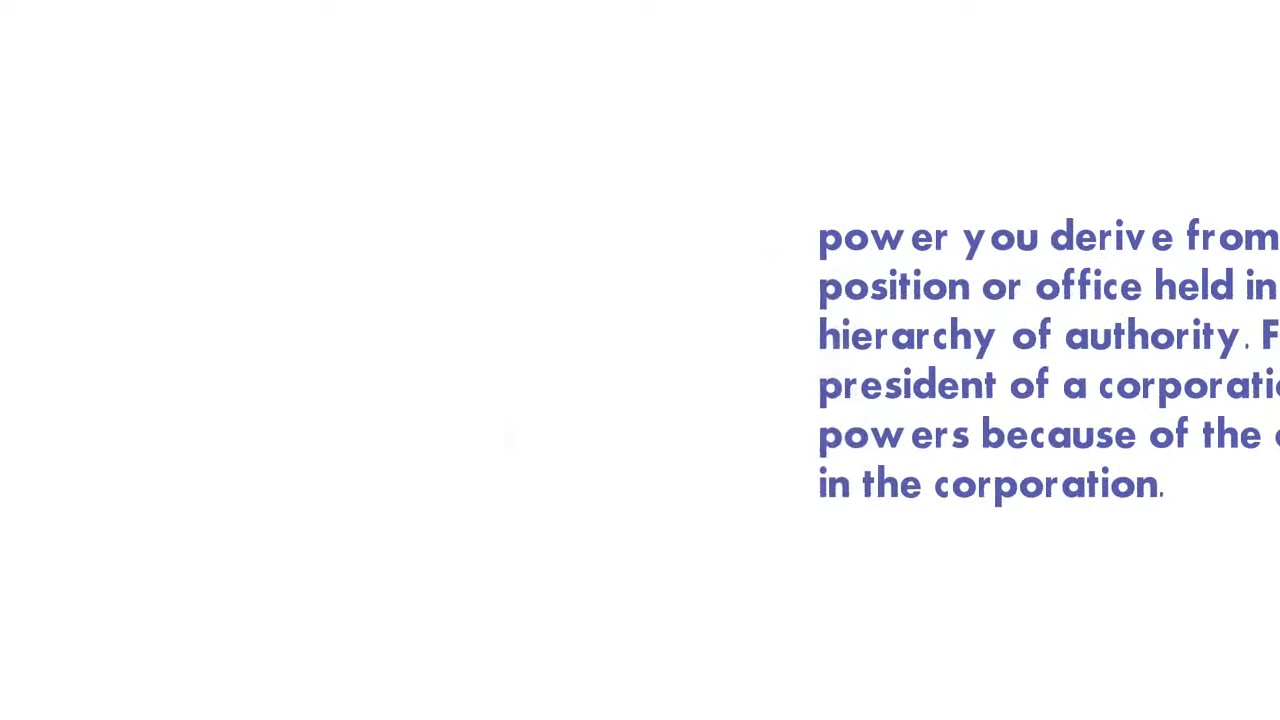 power you derive from
position or office held in
hierarchy of authority.
president of a
powers because of the
in the corporation.